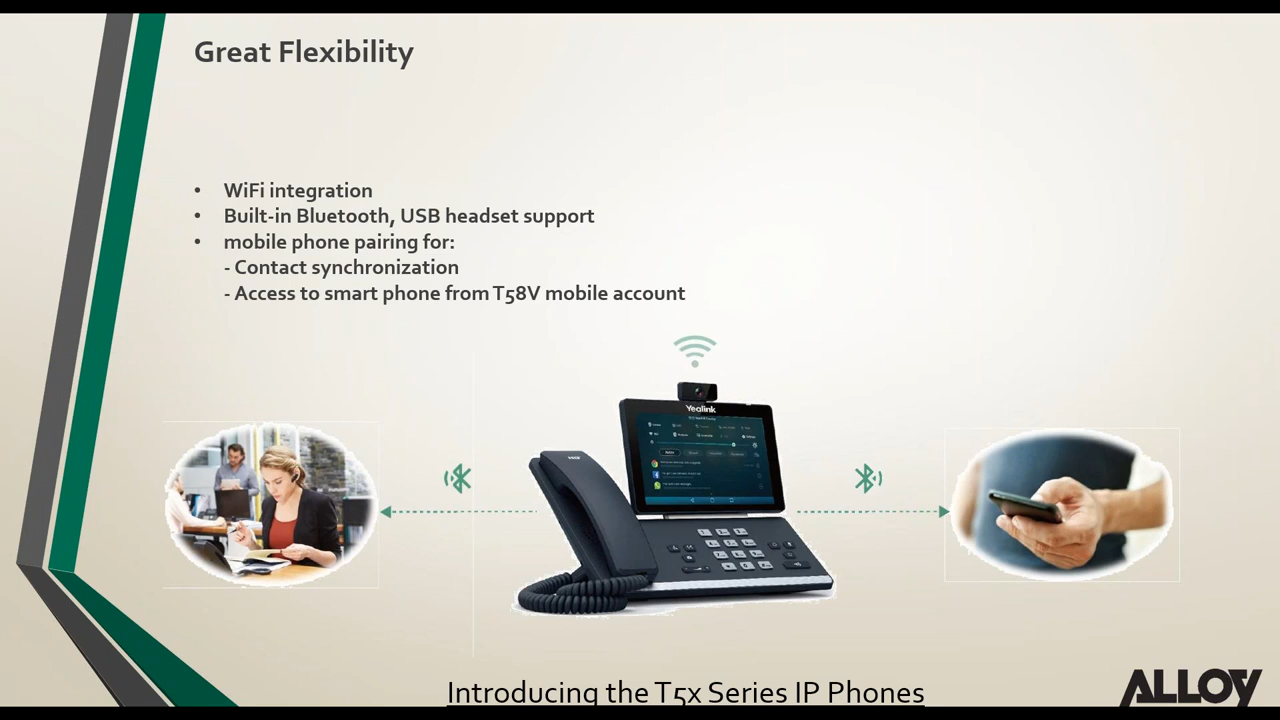 Great Flexibility
• WiFi integration
• Built-in Bluetooth, USB headset support
• mobile phone pairing for:
- Contact synchronization
- Access to smart phone from T58V mobile account
Yealink
Introducing the T5x Series IP Phones
ALLOY